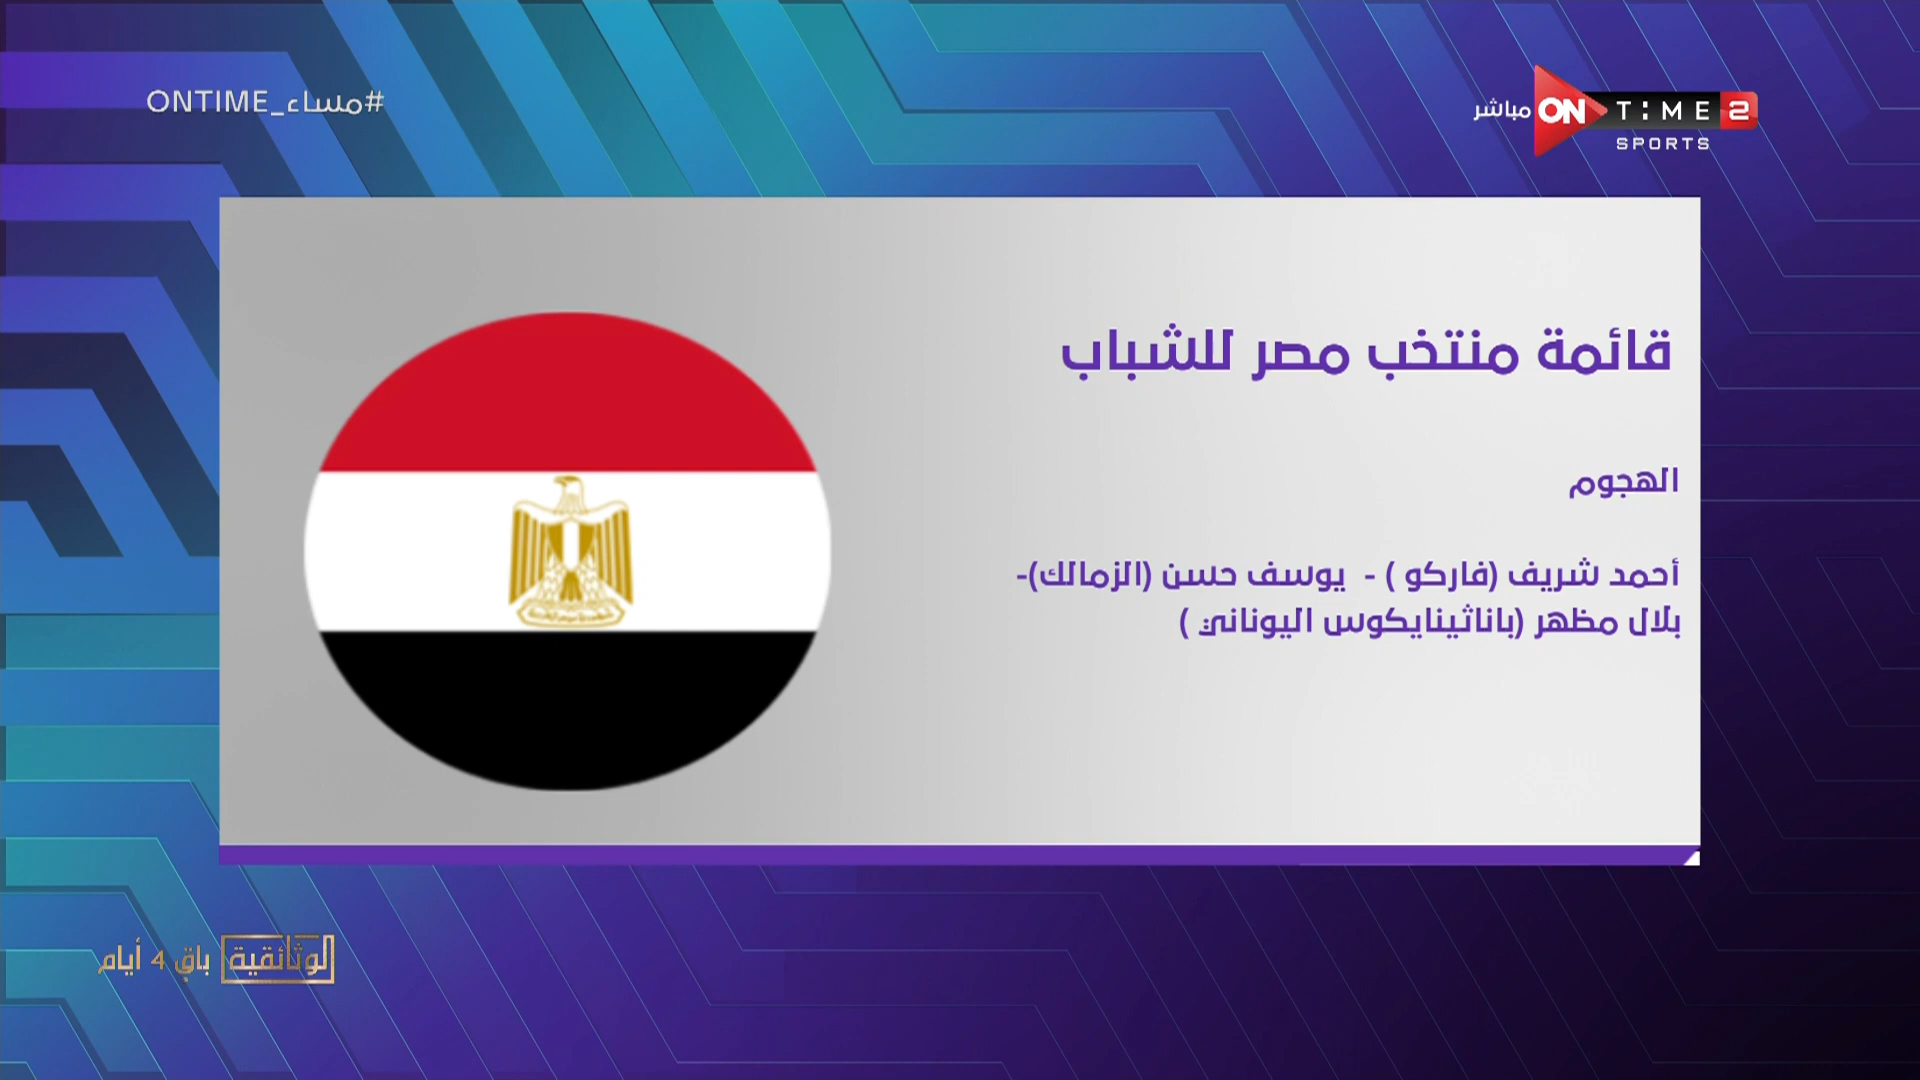 #مساء_ONTIME
مباشر ON TIME 2
SPORTS
قائمة منتخب مصر للشباب
الهجوم
أحمد شريف (فاركو ) - يوسف حسن (الزمالك)-
بلال مظهر (باناثينايكوس اليوناني )
الوثائقية باق 4 أيام